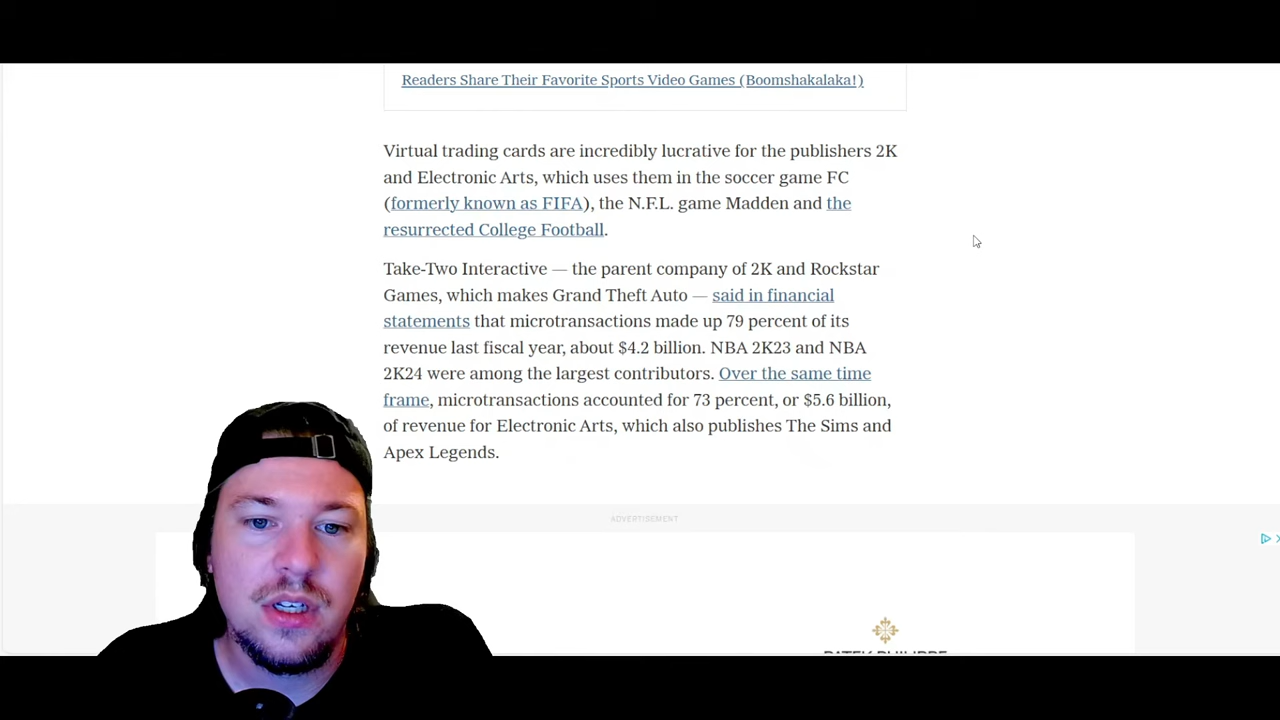 Readers Share Their Favorite Sports Video Games (Boomshakalaka!)
Virtual trading cards are incredibly lucrative for the publishers 2K
and Electronic Arts, which uses them in the soccer game FC
(formerly known as FIFA), the N.F.L. game Madden and the
resurrected College Football.
Take-Two Interactive — the parent company of 2K and Rockstar
Games, which makes Grand Theft Auto — said in financial
statements that microtransactions made up 79 percent of its
revenue last fiscal year, about $4.2 billion. NBA 2K23 and NBA
2K24 were among the largest contributors. Over the same time
frame, microtransactions accounted for 73 percent, or $5.6 billion,
of revenue for Electronic Arts, which also publishes The Sims and
Apex Legends.
ADVERTISEMENT
PATEK PHILIPPE